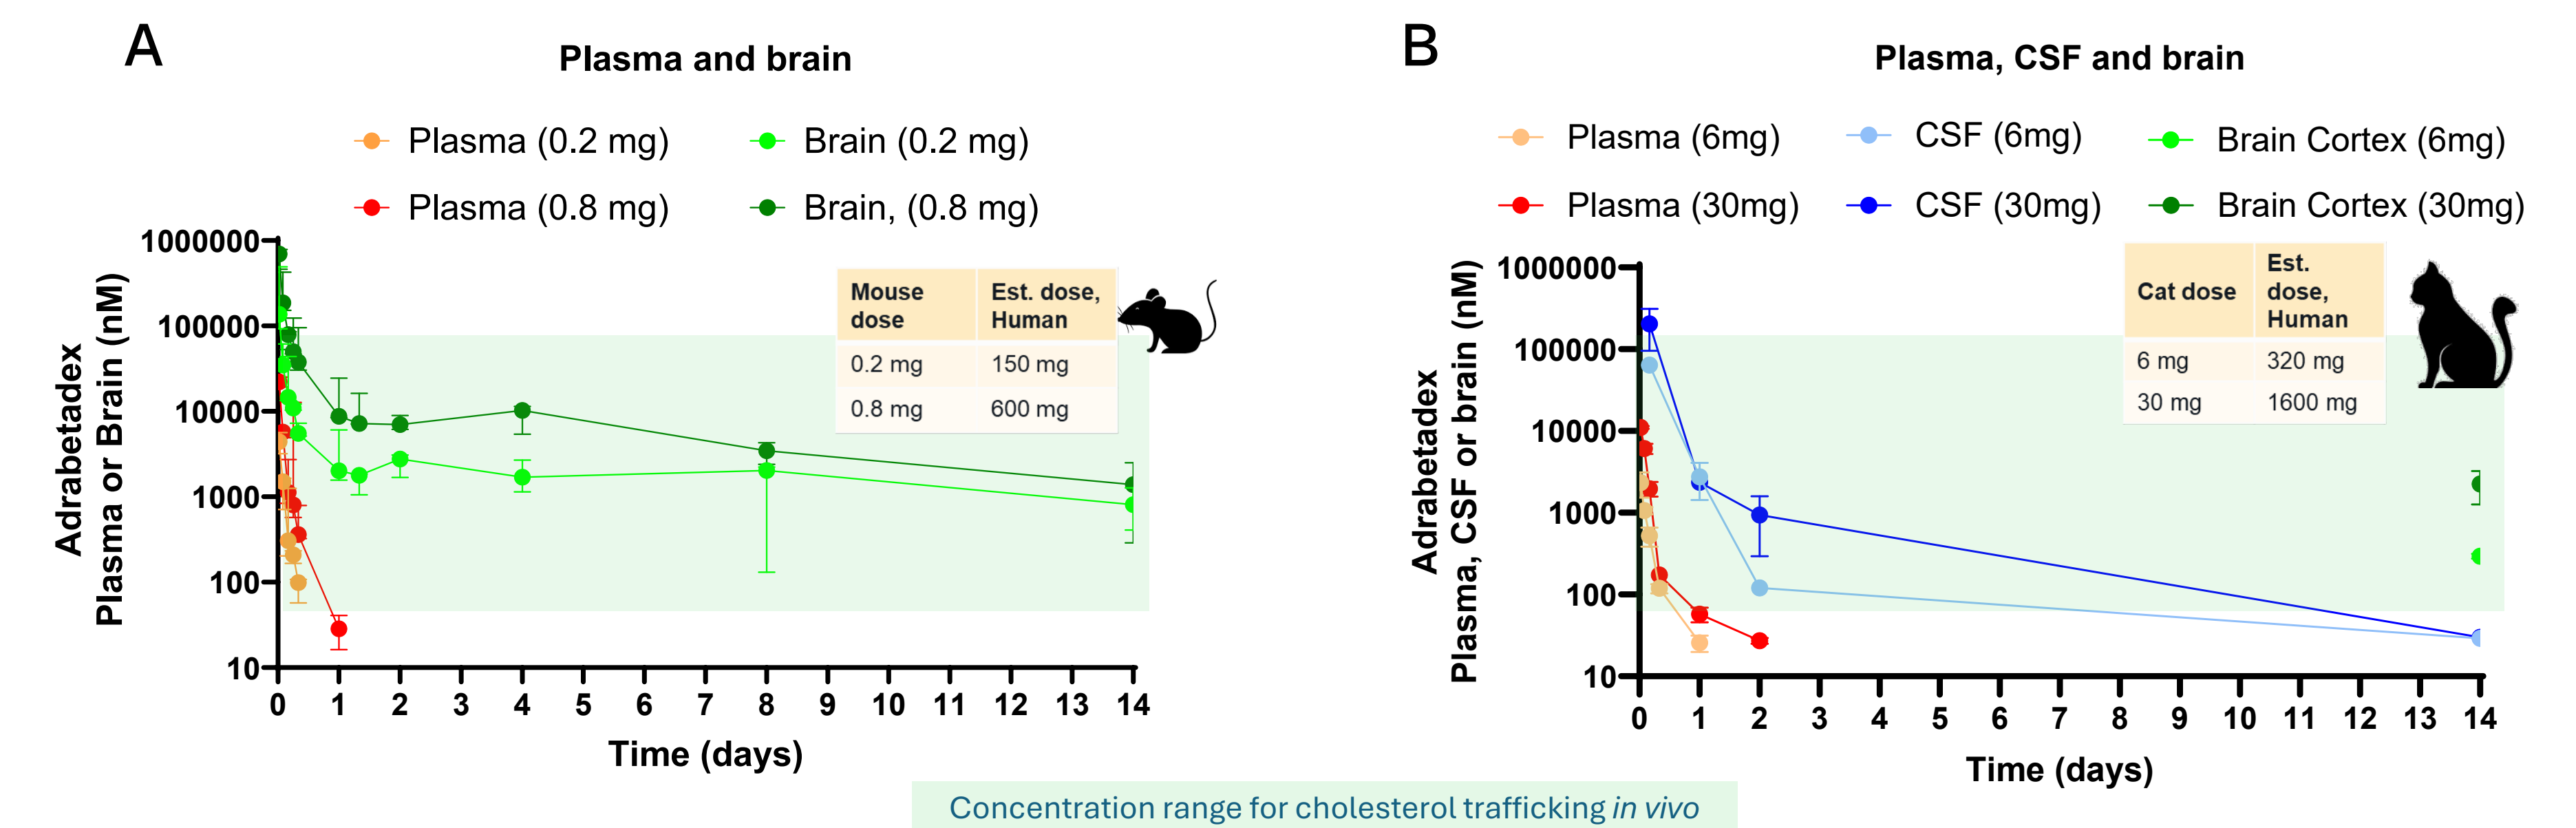 A
Plasma and brain
Plasma (0.2 mg)
Brain (0.2 mg)
Plasma (0.8 mg)
Brain, (0.8 mg)
Adrabetadex
Plasma or Brain (nM)
1000000
100000
10000
1000
100
10
0 1 2 3 4 5 6 7 8 9 10 11 12 13 14
Time (days)
Mouse dose
Est. dose, Human
0.2 mg 150 mg
0.8 mg 600 mg
B
Plasma, CSF and brain
Plasma (6mg)
CSF (6mg)
Brain Cortex (6mg)
Plasma (30mg)
CSF (30mg)
Brain Cortex (30mg)
Adrabetadex
Plasma, CSF or brain (nM)
1000000
100000
10000
1000
100
10
0 1 2 3 4 5 6 7 8 9 10 11 12 13 14
Time (days)
Cat dose
Est. dose, Human
6 mg 320 mg
30 mg 1600 mg
Concentration range for cholesterol trafficking in vivo